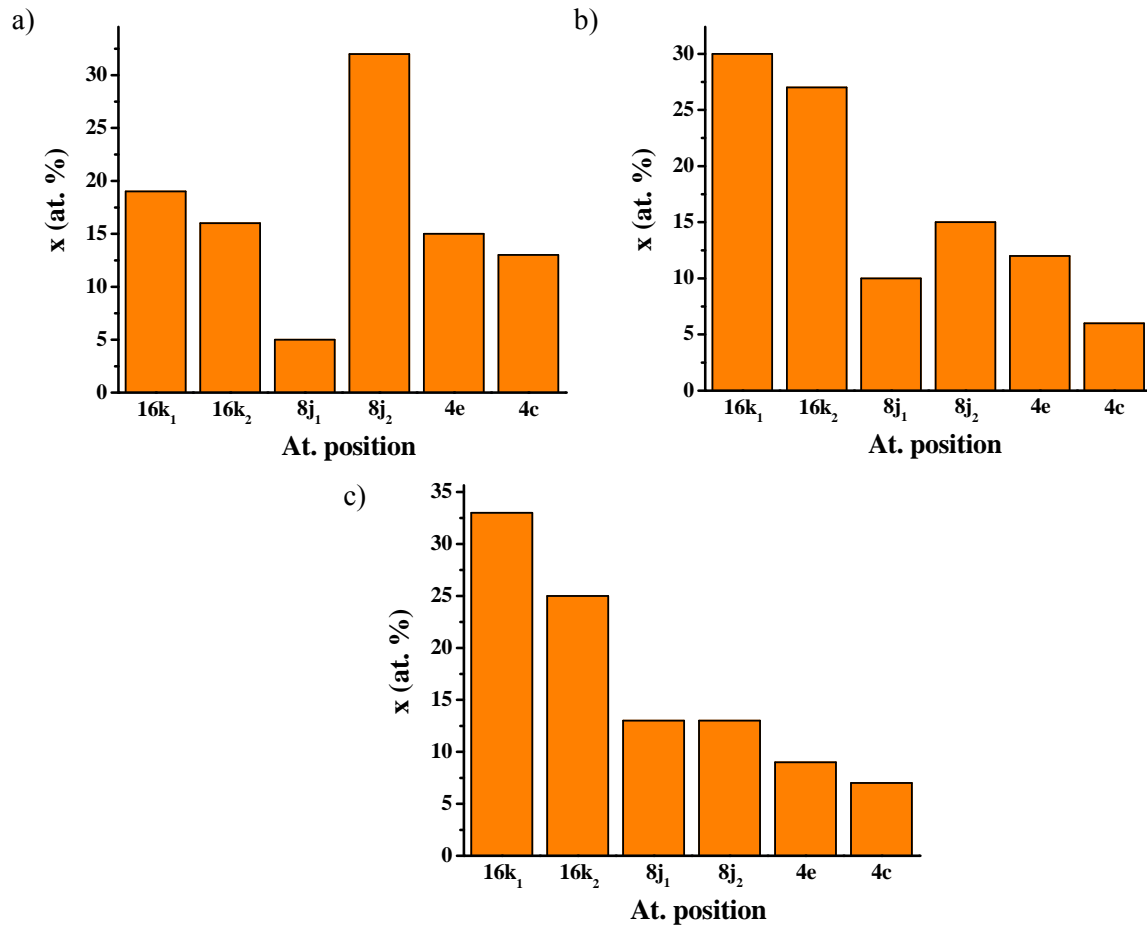 a)
x (at. %)
30
25
20
15
10
5
0
16k₁ 16k₂ 8j₁ 8j₂ 4e 4c
At. position
b)
x (at. %)
30
25
20
15
10
5
0
16k₁ 16k₂ 8j₁ 8j₂ 4e 4c
At. position
c)
x (at. %)
35
30
25
20
15
10
5
0
16k₁ 16k₂ 8j₁ 8j₂ 4e 4c
At. position